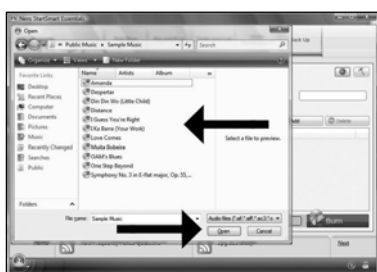 Nero StartSmart Essentials
Open
Public Music ▸ Sample Music
Search
Back Up
Organize Views New Folder
Favorite Links
Desktop
Recent Places
Computer
Documents
Pictures
Music
Recently Changed
Searches
Public
Folders
Name Artists Album
Amanda
Despertar
Din Din Wo (Little Child)
Distance
I Guess You're Right
I Ka Barra (Your Work)
Love Comes
Muita Bobeira
OAM's Blues
One Step Beyond
Symphony No. 3 in E-flat major, Op. 55,...
Select a file to preview.
Add Delete
File name: Sample Music
Open Cancel
Burn
Next